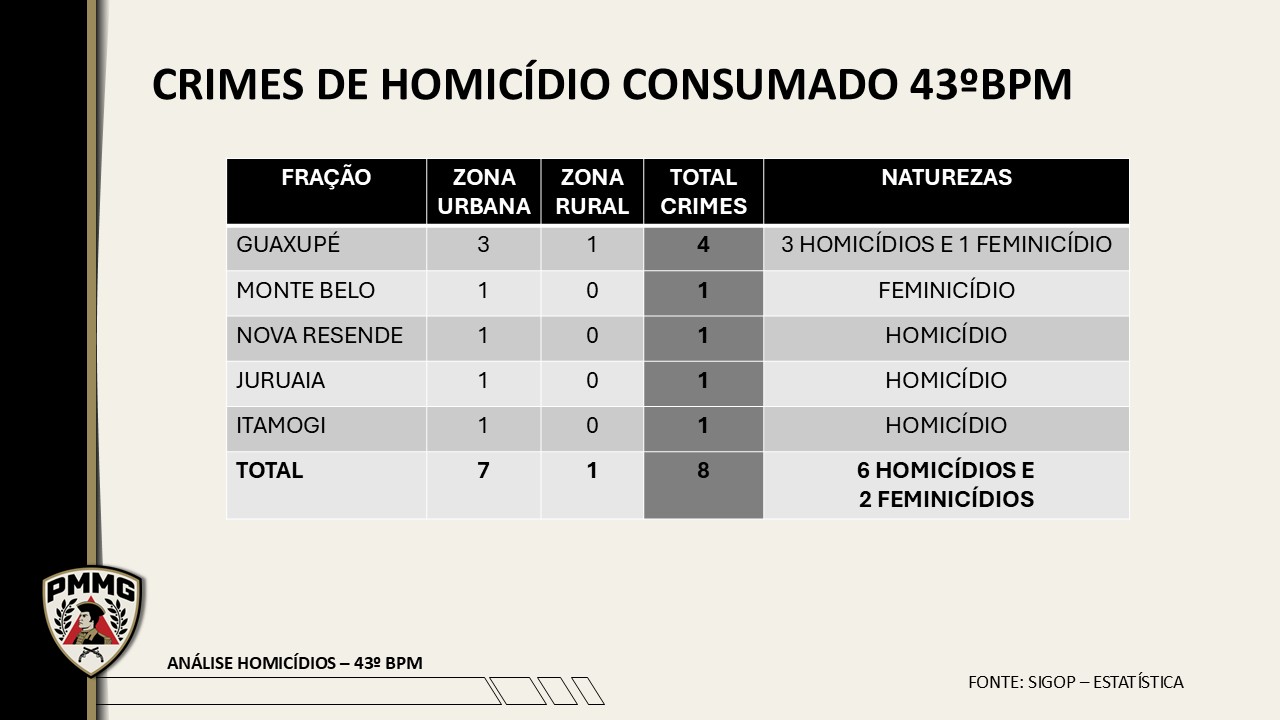 CRIMES DE HOMICÍDIO CONSUMADO 43ºBPM
FRAÇÃO ZONA URBANA ZONA RURAL TOTAL CRIMES NATUREZAS
GUAXUPÉ 3 1 4 3 HOMICÍDIOS E 1 FEMINICÍDIO
MONTE BELO 1 0 1 FEMINICÍDIO
NOVA RESENDE 1 0 1 HOMICÍDIO
JURUAIA 1 0 1 HOMICÍDIO
ITAMOGI 1 0 1 HOMICÍDIO
TOTAL 7 1 8 6 HOMICÍDIOS E
2 FEMINICÍDIOS
PMMG
ANÁLISE HOMICÍDIOS – 43º BPM
FONTE: SIGOP – ESTATÍSTICA